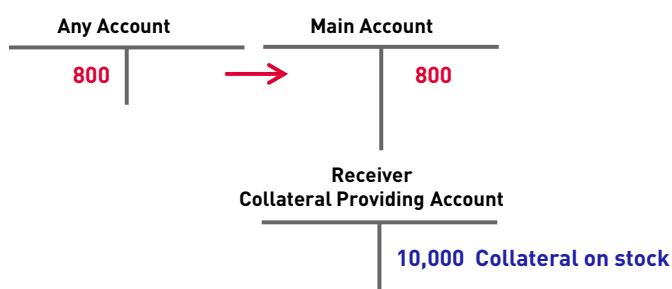 Any Account
Main Account
800
800
Receiver
Collateral Providing Account
10,000 Collateral on stock